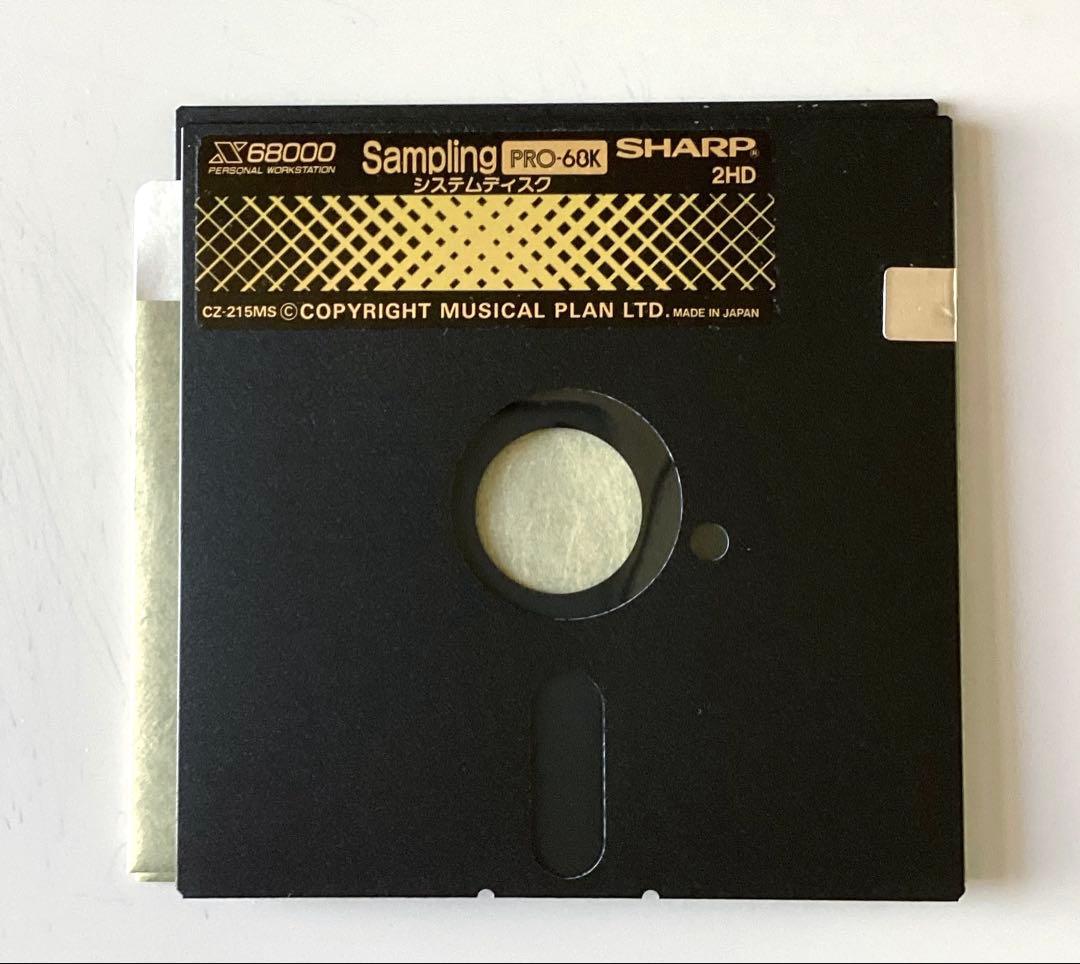 X68000 Sampling PRO-68K SHARP®
PERSONAL WORKSTATION システムディスク 2HD
CZ-215MS ©COPYRIGHT MUSICAL PLAN LTD. MADE IN JAPAN